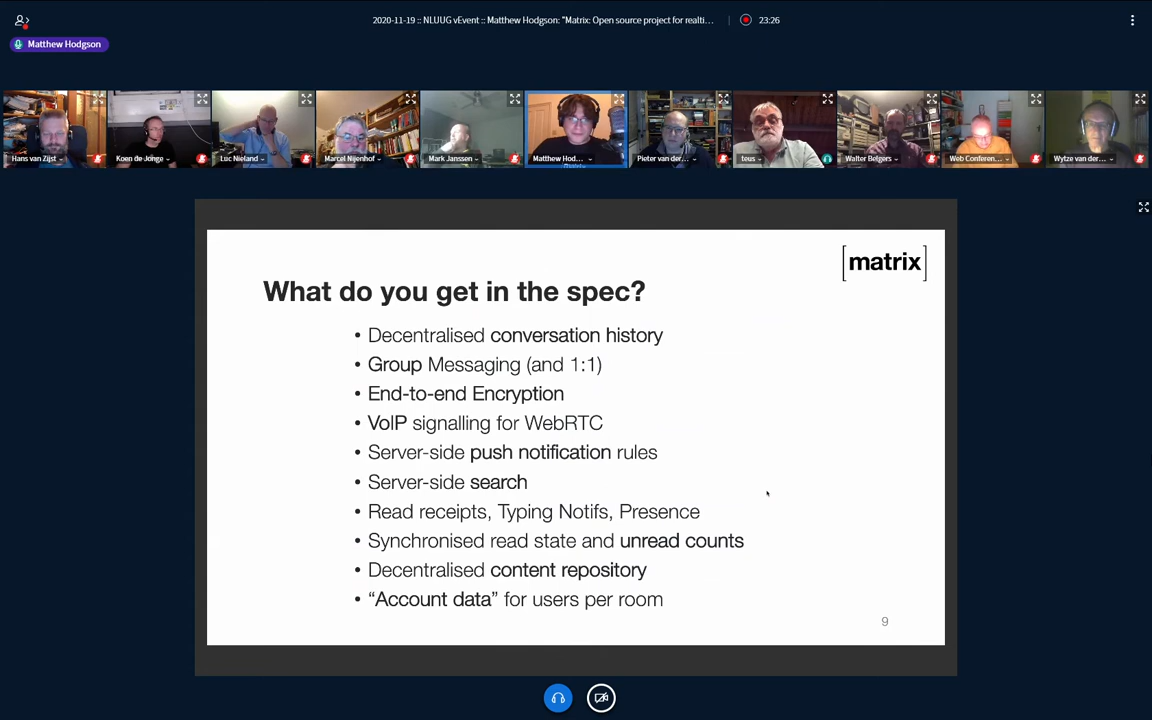 2020-11-19 :: NLUUG vEvent :: Matthew Hodgson: "Matrix: Open source project for realti...
23:26
Matthew Hodgson
Hans van Zijst
Koen de Jonge
Luc Nieland
Marcel Nijenhof
Mark Janssen
Matthew Hod...
Pieter van der...
teus
Walter Belgers
Web Conferen...
Wytze van der...
[matrix]
What do you get in the spec?
• Decentralised conversation history
• Group Messaging (and 1:1)
• End-to-end Encryption
• VoIP signalling for WebRTC
• Server-side push notification rules
• Server-side search
• Read receipts, Typing Notifs, Presence
• Synchronised read state and unread counts
• Decentralised content repository
• “Account data” for users per room
9